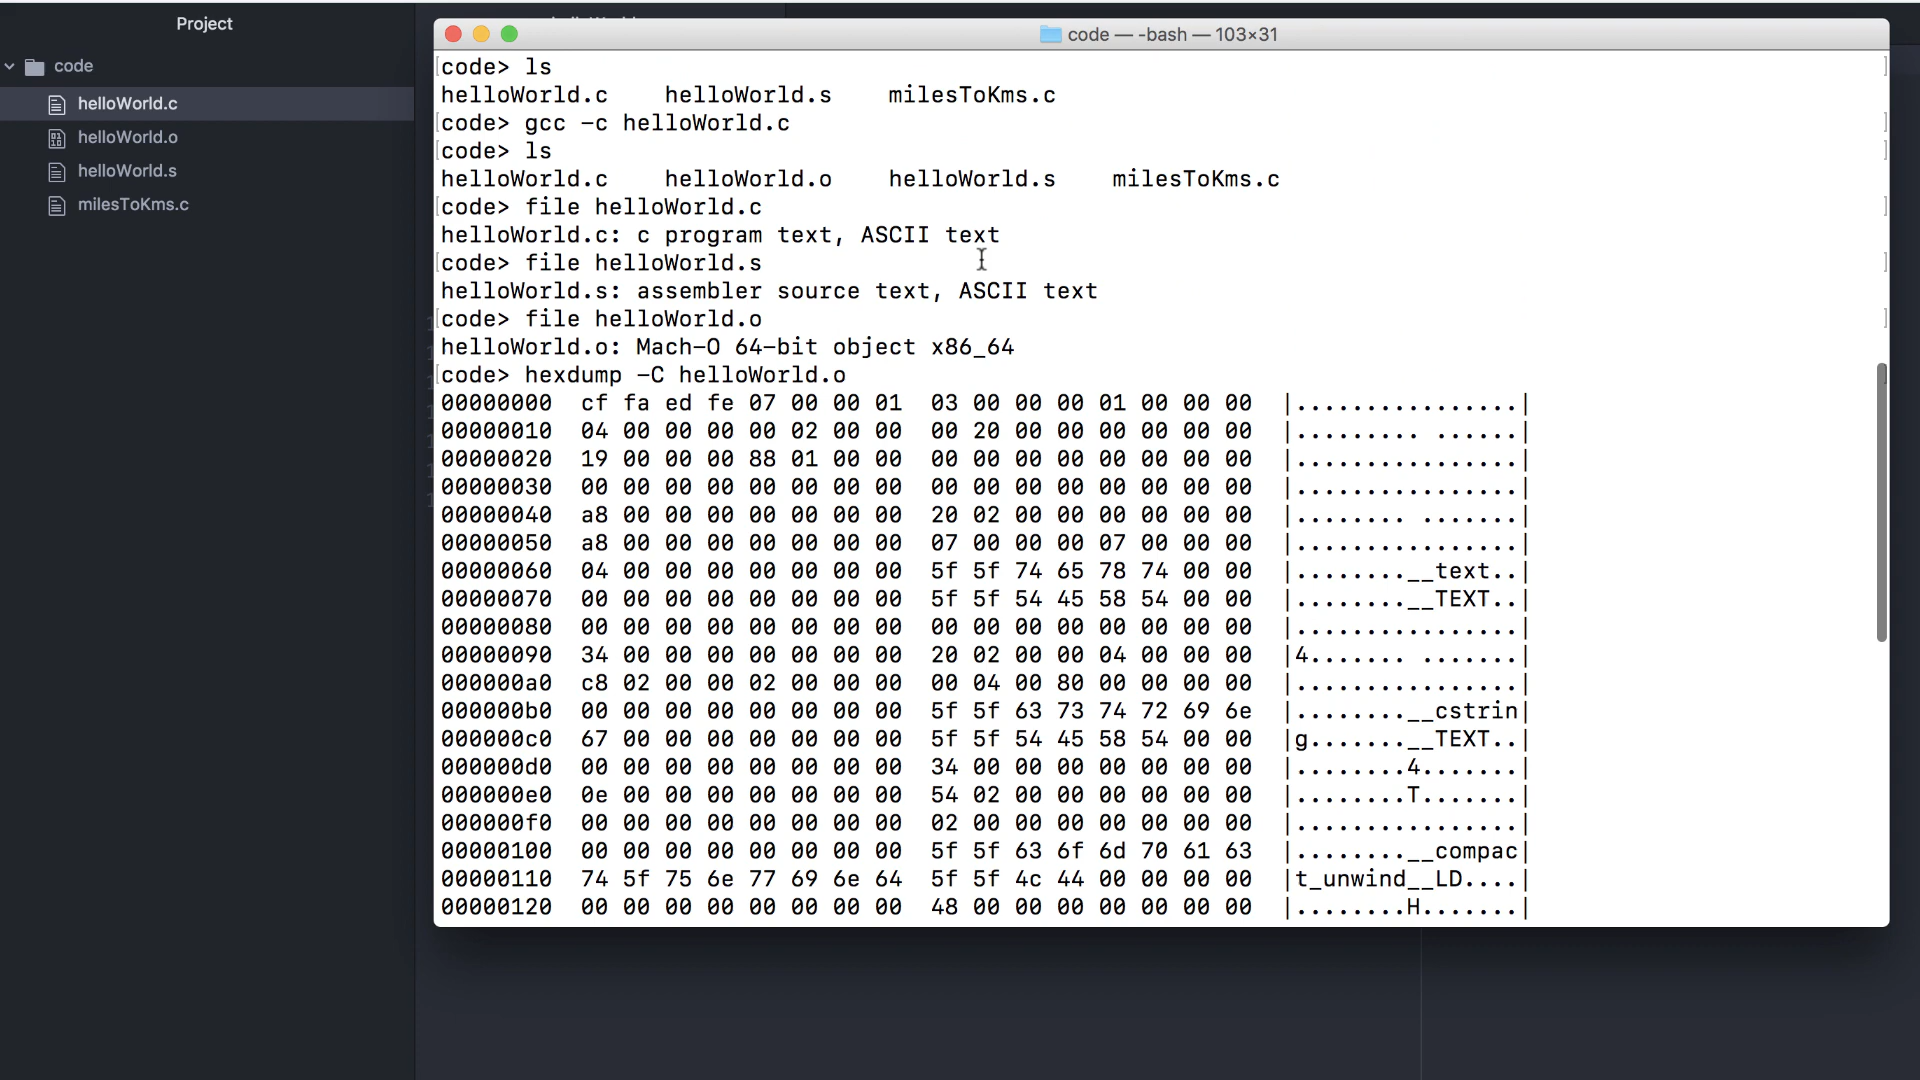 Project
code
helloWorld.c
helloWorld.o
helloWorld.s
milesToKms.c
code — -bash — 103×31
code> ls
helloWorld.c    helloWorld.s    milesToKms.c
code> gcc -c helloWorld.c
code> ls
helloWorld.c    helloWorld.o    helloWorld.s    milesToKms.c
code> file helloWorld.c
helloWorld.c: c program text, ASCII text
code> file helloWorld.s
helloWorld.s: assembler source text, ASCII text
code> file helloWorld.o
helloWorld.o: Mach-O 64-bit object x86_64
code> hexdump -C helloWorld.o
00000000  cf fa ed fe 07 00 00 01  03 00 00 00 01 00 00 00  |................|
00000010  04 00 00 00 00 02 00 00  00 20 00 00 00 00 00 00  |......... ......|
00000020  19 00 00 00 88 01 00 00  00 00 00 00 00 00 00 00  |................|
00000030  00 00 00 00 00 00 00 00  00 00 00 00 00 00 00 00  |................|
00000040  a8 00 00 00 00 00 00 00  20 02 00 00 00 00 00 00  |........ .......|
00000050  a8 00 00 00 00 00 00 00  07 00 00 00 07 00 00 00  |................|
00000060  04 00 00 00 00 00 00 00  5f 5f 74 65 78 74 00 00  |........__text..|
00000070  00 00 00 00 00 00 00 00  5f 5f 54 45 58 54 00 00  |........__TEXT..|
00000080  00 00 00 00 00 00 00 00  00 00 00 00 00 00 00 00  |................|
00000090  34 00 00 00 00 00 00 00  20 02 00 00 04 00 00 00  |4....... .......|
000000a0  c8 02 00 00 02 00 00 00  00 04 00 80 00 00 00 00  |................|
000000b0  00 00 00 00 00 00 00 00  5f 5f 63 73 74 72 69 6e  |........__cstrin|
000000c0  67 00 00 00 00 00 00 00  5f 5f 54 45 58 54 00 00  |g.......__TEXT..|
000000d0  00 00 00 00 00 00 00 00  34 00 00 00 00 00 00 00  |........4.......|
000000e0  0e 00 00 00 00 00 00 00  54 02 00 00 00 00 00 00  |........T.......|
000000f0  00 00 00 00 00 00 00 00  02 00 00 00 00 00 00 00  |................|
00000100  00 00 00 00 00 00 00 00  5f 5f 63 6f 6d 70 61 63  |........__compac|
00000110  74 5f 75 6e 77 69 6e 64  5f 5f 4c 44 00 00 00 00  |t_unwind__LD....|
00000120  00 00 00 00 00 00 00 00  48 00 00 00 00 00 00 00  |........H.......|